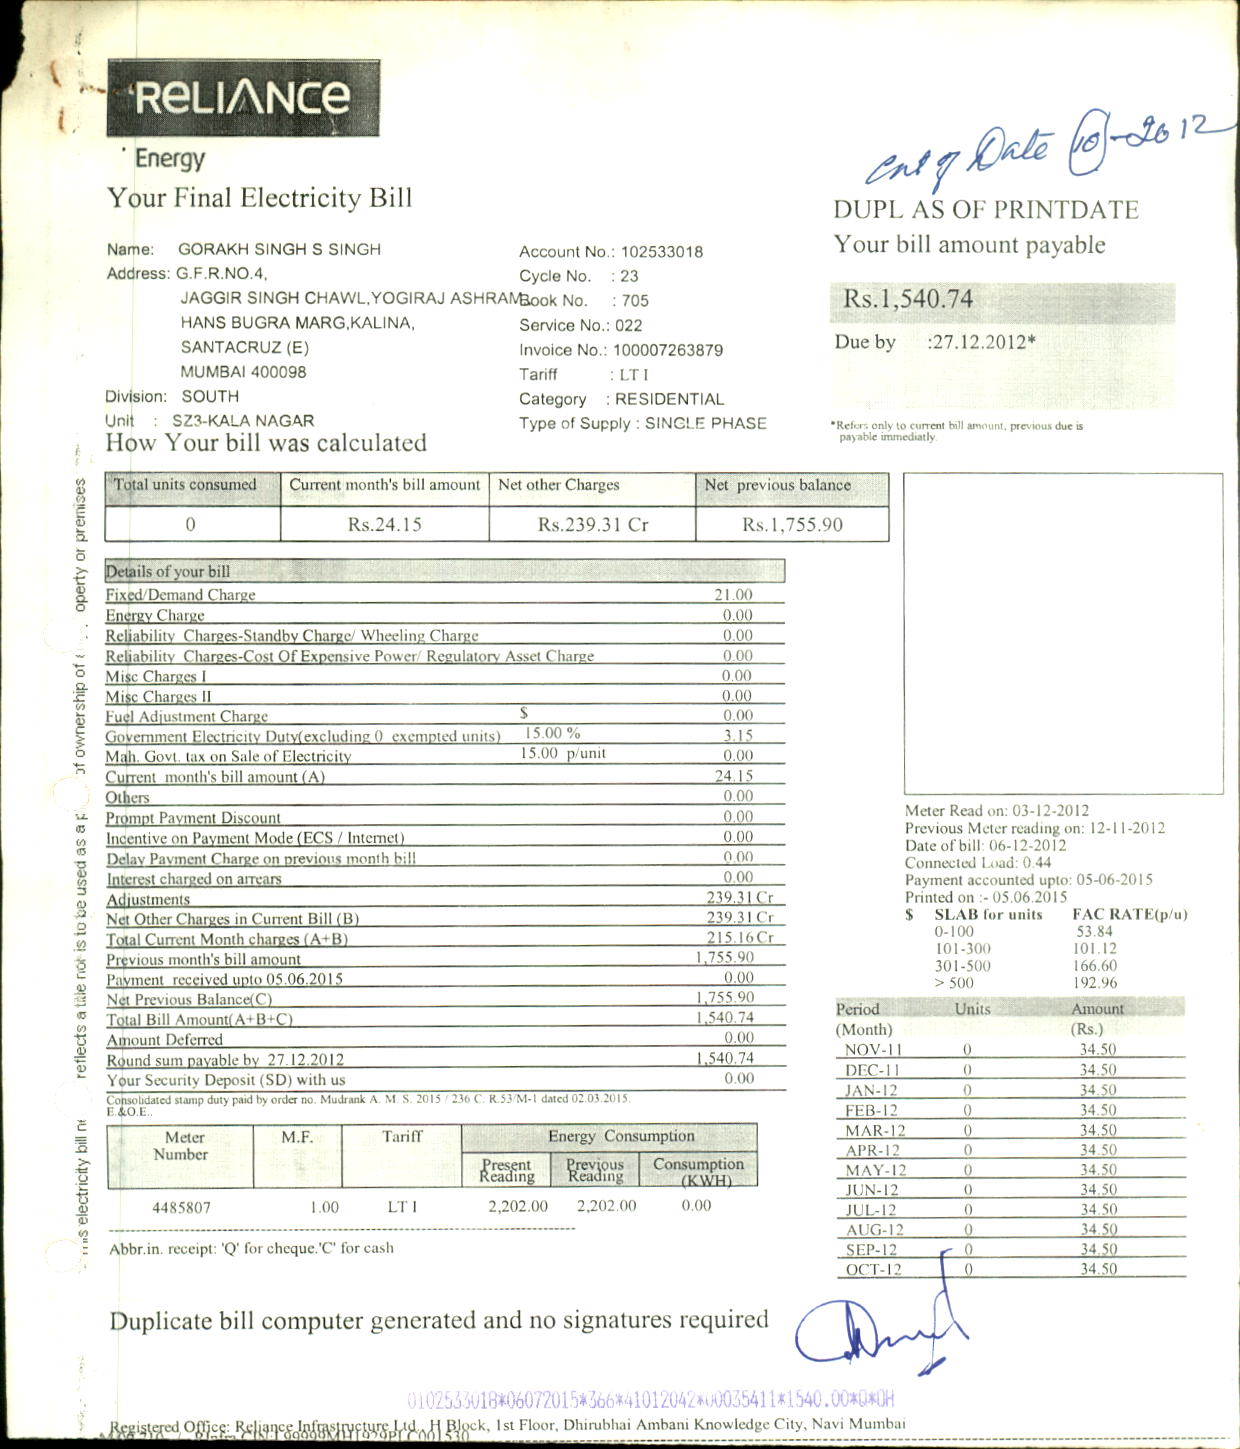 RELIANCE
Energy
Date 10-2012
Your Final Electricity Bill
DUPL AS OF PRINTDATE
Your bill amount payable
Rs.1,540.74
Due by :27.12.2012*
*Refers only to current bill amount, previous due is
payable immediatly.
Name: GORAKH SINGH S SINGH
Address: G.F.R.NO.4,
JAGGIR SINGH CHAWL,YOGIRAJ ASHRAM
HANS BUGRA MARG,KALINA,
SANTACRUZ (E)
MUMBAI 400098
Division: SOUTH
Unit : SZ3-KALA NAGAR
Account No.: 102533018
Cycle No. : 23
Book No. : 705
Service No.: 022
Invoice No.: 100007263879
Tariff : LT I
Category : RESIDENTIAL
Type of Supply : SINGLE PHASE
How Your bill was calculated
Total units consumed Current month's bill amount Net other Charges Net previous balance
0 Rs.24.15 Rs.239.31 Cr Rs.1,755.90
Details of your bill
Fixed/Demand Charge 21.00
Energy Charge 0.00
Reliability Charges-Standby Charge/ Wheeling Charge 0.00
Reliability Charges-Cost Of Expensive Power/ Regulatory Asset Charge 0.00
Misc Charges I 0.00
Misc Charges II 0.00
Fuel Adjustment Charge $ 0.00
Government Electricity Duty(excluding 0 exempted units) 15.00 % 3.15
Mah. Govt. tax on Sale of Electricity 15.00 p/unit 0.00
Current month's bill amount (A) 24.15
Others 0.00
Prompt Payment Discount 0.00
Incentive on Payment Mode (ECS / Internet) 0.00
Delay Payment Charge on previous month bill 0.00
Interest charged on arrears 0.00
Adjustments 239.31 Cr
Net Other Charges in Current Bill (B) 239.31 Cr
Total Current Month charges (A+B) 215.16 Cr
Previous month's bill amount 1,755.90
Payment received upto 05.06.2015 0.00
Net Previous Balance(C) 1,755.90
Total Bill Amount(A+B+C) 1,540.74
Amount Deferred 0.00
Round sum payable by 27.12.2012 1,540.74
Your Security Deposit (SD) with us 0.00
Consolidated stamp duty paid by order no. Mudrank A. M. S. 2015 / 236 C. R.53/M-1 dated 02.03.2015.
E.&O.E..
Meter Read on: 03-12-2012
Previous Meter reading on: 12-11-2012
Date of bill: 06-12-2012
Connected Load: 0.44
Payment accounted upto: 05-06-2015
Printed on :- 05.06.2015
$ SLAB for units FAC RATE(p/u)
0-100 53.84
101-300 101.12
301-500 166.60
> 500 192.96
Period Units Amount
(Month) (Rs.)
NOV-11 0 34.50
DEC-11 0 34.50
JAN-12 0 34.50
FEB-12 0 34.50
MAR-12 0 34.50
APR-12 0 34.50
MAY-12 0 34.50
JUN-12 0 34.50
JUL-12 0 34.50
AUG-12 0 34.50
SEP-12 0 34.50
OCT-12 0 34.50
Meter Number M.F. Tariff Energy Consumption
Present Reading Previous Reading Consumption (KWH)
4485807 1.00 LT I 2,202.00 2,202.00 0.00
Abbr.in. receipt: 'Q' for cheque.'C' for cash
Duplicate bill computer generated and no signatures required
0102533018*06072015*366*41012042*00035411*1540.00*Q*OH
Registered Office: Reliance Infrastructure Ltd., H Block, 1st Floor, Dhirubhai Ambani Knowledge City, Navi Mumbai
electricity bill reflects a title nor is to be used as a of ownership of operty or premises